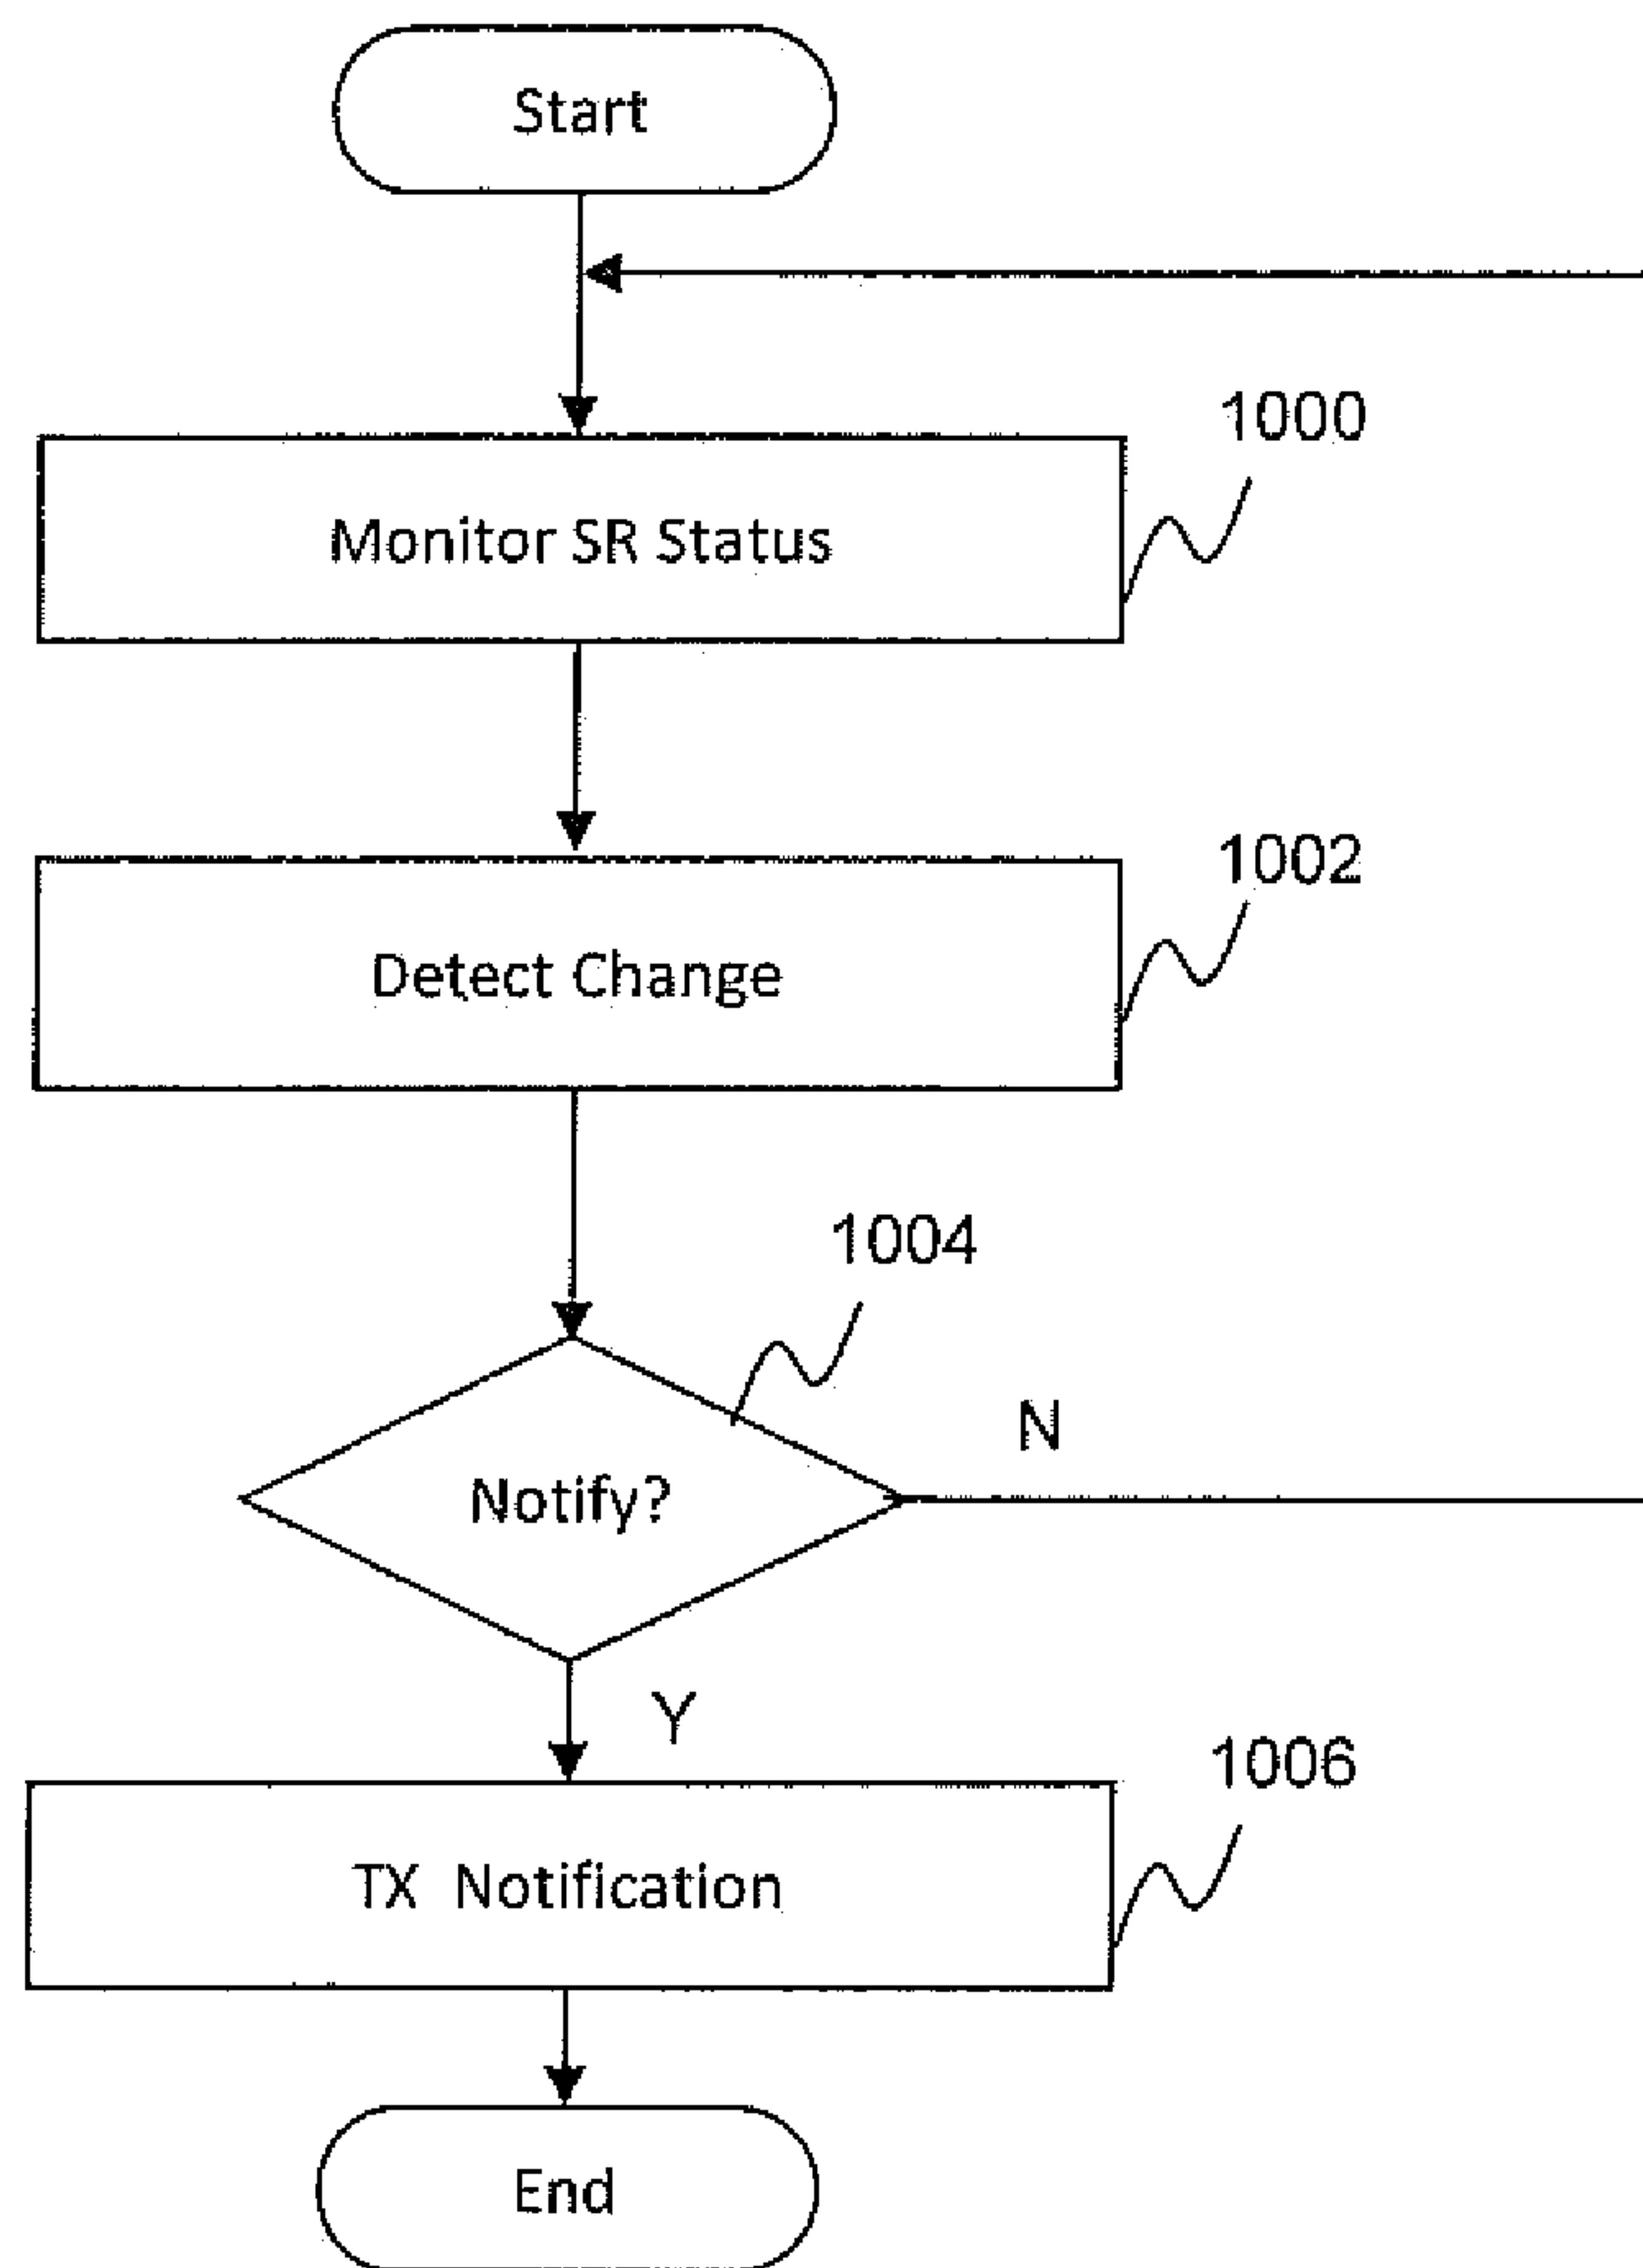 Start
1000
Monitor SR Status
1002
Detect Change
1004
N
Notify?
Y
1006
TX Notification
End